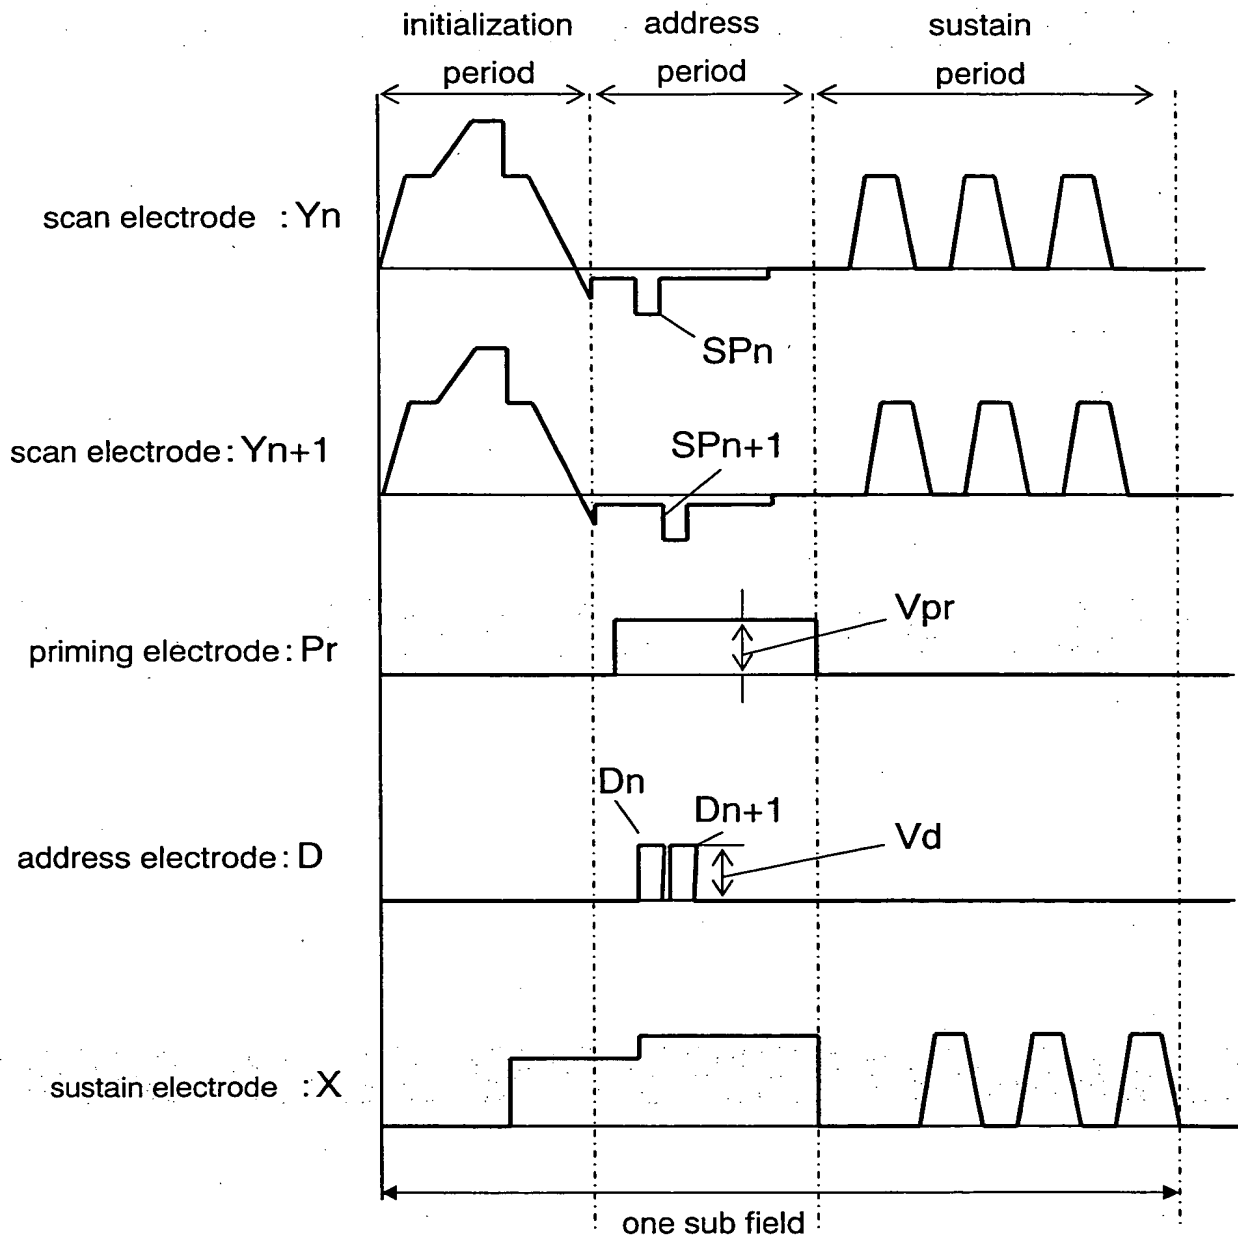 initialization period
address period
sustain period
scan electrode : Yn
SPn
scan electrode: Yn+1
SPn+1
priming electrode: Pr
Vpr
Dn
Dn+1
address electrode: D
Vd
sustain electrode : X
one sub field